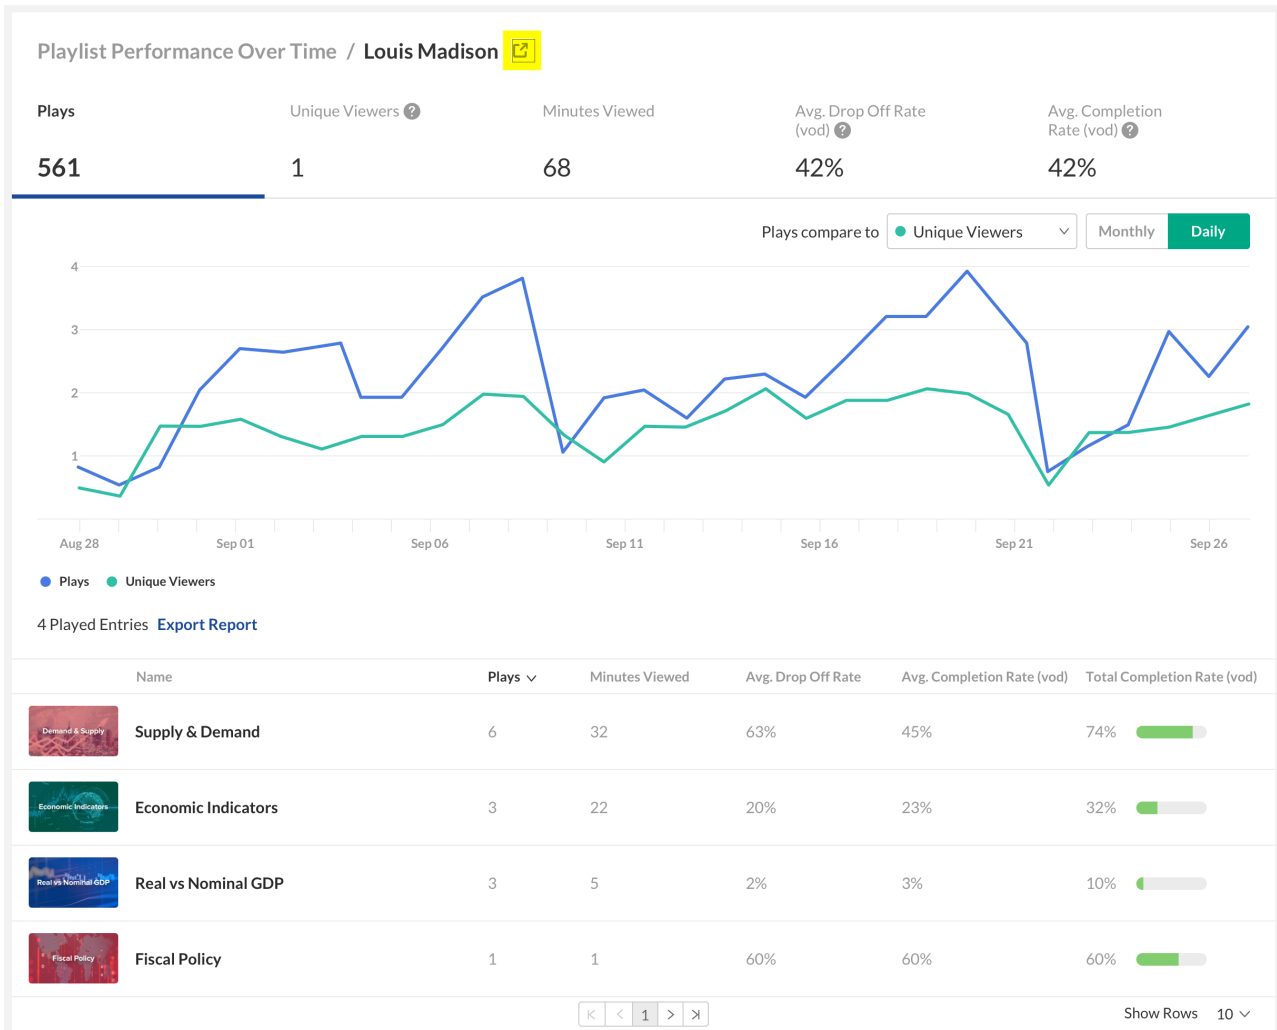 Playlist Performance Over Time / Louis Madison
Plays
Unique Viewers ?
Minutes Viewed
Avg. Drop Off Rate
(vod) ?
Avg. Completion
Rate (vod) ?
561
1
68
42%
42%
Plays compare to Unique Viewers Monthly Daily
4
3
2
1
Aug 28 Sep 01 Sep 06 Sep 11 Sep 16 Sep 21 Sep 26
Plays Unique Viewers
4 Played Entries Export Report
Name Plays Minutes Viewed Avg. Drop Off Rate Avg. Completion Rate (vod) Total Completion Rate (vod)
Demand & Supply Supply & Demand 6 32 63% 45% 74%
Economic Indicators Economic Indicators 3 22 20% 23% 32%
Real vs Nominal GDP Real vs Nominal GDP 3 5 2% 3% 10%
Fiscal Policy Fiscal Policy 1 1 60% 60% 60%
1 Show Rows 10